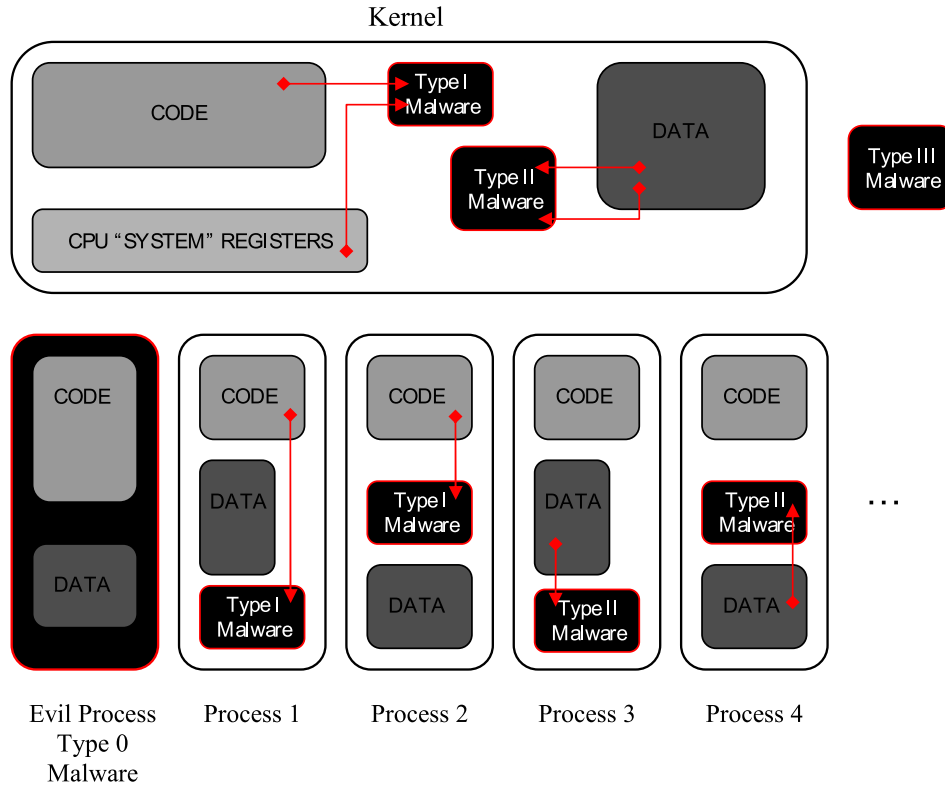 Kernel
CODE
Type I
Malware
DATA
Type II
Malware
Type III
Malware
CPU “SYSTEM” REGISTERS
CODE
DATA
CODE
DATA
Type I
Malware
CODE
Type I
Malware
DATA
CODE
DATA
Type II
Malware
CODE
Type II
Malware
DATA
...
Evil Process
Type 0
Malware
Process 1
Process 2
Process 3
Process 4